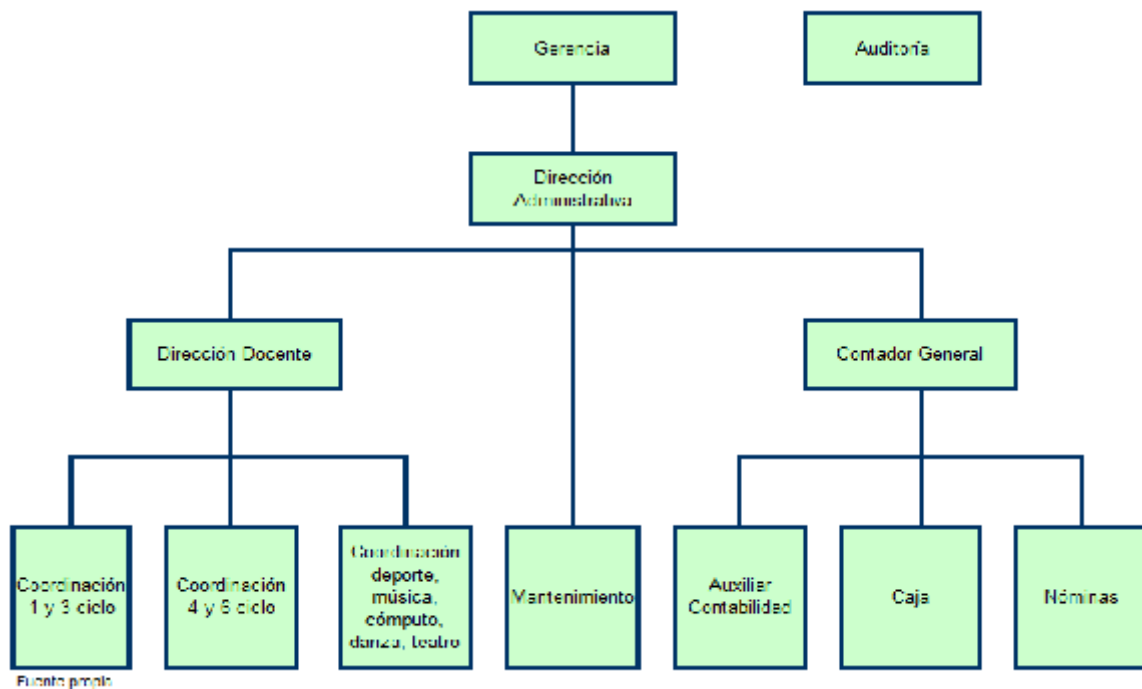 Gerencia
Auditoría
Dirección
Administrativa
Dirección Docente
Contador General
Coordinación
1 y 3 ciclo
Coordinación
4 y 6 ciclo
Coordinación
deporte,
música,
cómputo,
danza, teatro
Mantenimiento
Auxiliar
Contabilidad
Caja
Nóminas
Fuente propia